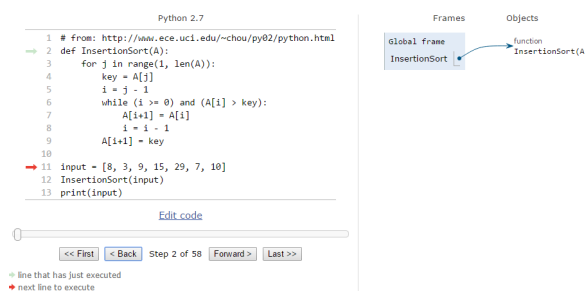 Python 2.7
1 # from: http://www.ece.uci.edu/~chou/py02/python.html
2 def InsertionSort(A):
3     for j in range(1, len(A)):
4         key = A[j]
5         i = j - 1
6         while (i >= 0) and (A[i] > key):
7             A[i+1] = A[i]
8             i = i - 1
9         A[i+1] = key
10
11 input = [8, 3, 9, 15, 29, 7, 10]
12 InsertionSort(input)
13 print(input)
Edit code
<< First < Back Step 2 of 58 Forward > Last >>
line that has just executed
next line to execute
Frames Objects
Global frame
InsertionSort
function
InsertionSort(A